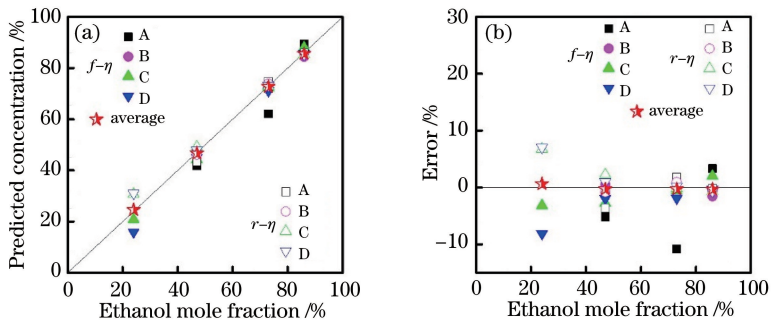 (a)
Predicted concentration /%
100
80
60
40
20
0
0 20 40 60 80 100
Ethanol mole fraction /%
f-η
A
B
C
D
average
r-η
A
B
C
D
(b)
Error /%
30
20
10
0
-10
0 20 40 60 80 100
Ethanol mole fraction /%
f-η
A
B
C
D
r-η
A
B
C
D
average